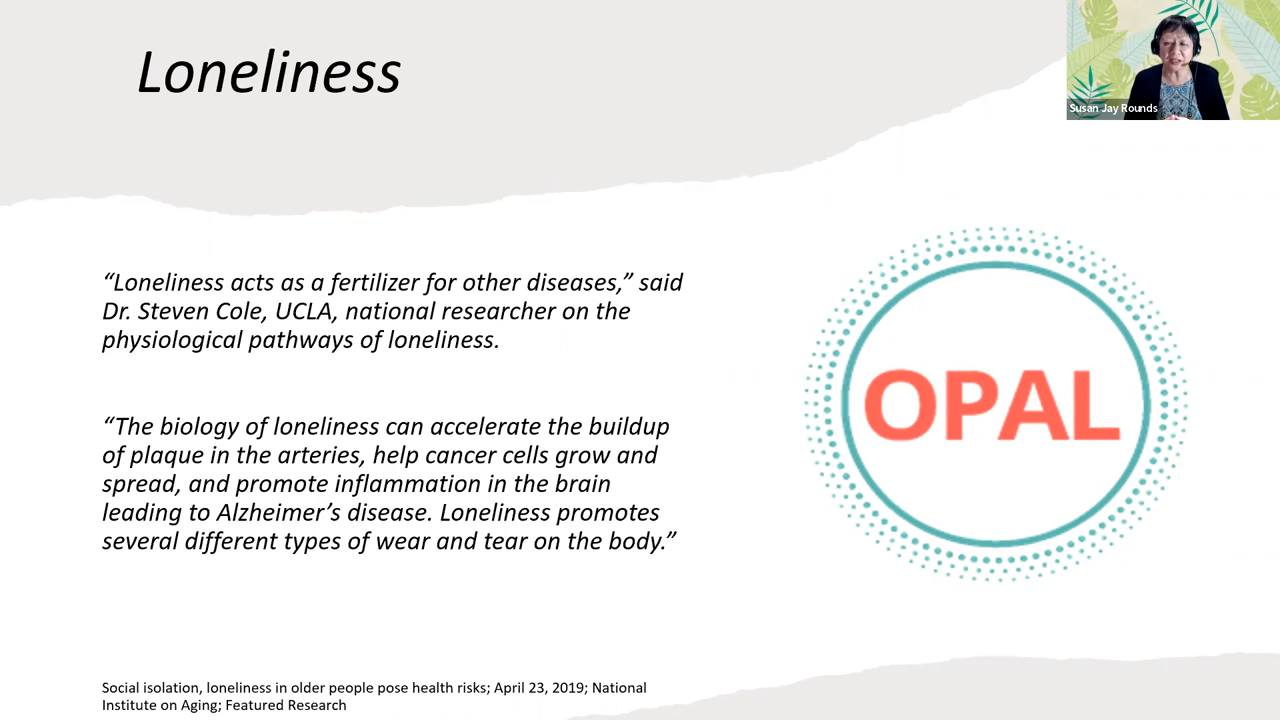 Loneliness
Susan Jay Rounds
“Loneliness acts as a fertilizer for other diseases,” said
Dr. Steven Cole, UCLA, national researcher on the
physiological pathways of loneliness.
“The biology of loneliness can accelerate the buildup
of plaque in the arteries, help cancer cells grow and
spread, and promote inflammation in the brain
leading to Alzheimer’s disease. Loneliness promotes
several different types of wear and tear on the body.”
OPAL
Social isolation, loneliness in older people pose health risks; April 23, 2019; National
Institute on Aging; Featured Research